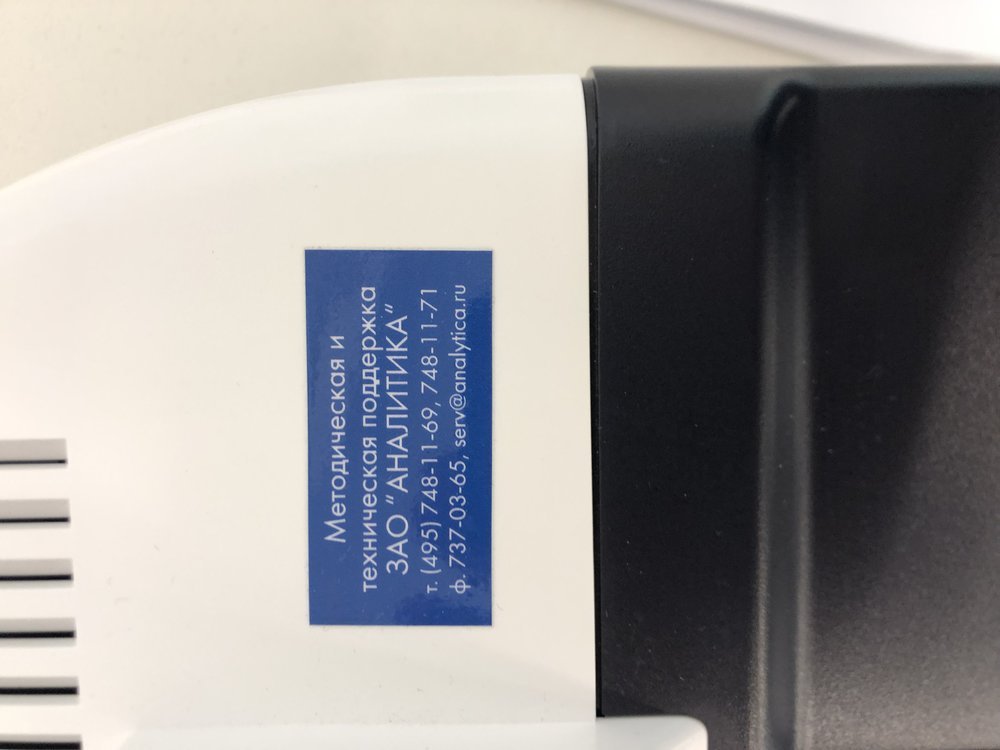 Методическая и
техническая поддержка
ЗАО "АНАЛИТИКА"
т. (495) 748-11-69, 748-11-71
ф. 737-03-65, serv@analytica.ru